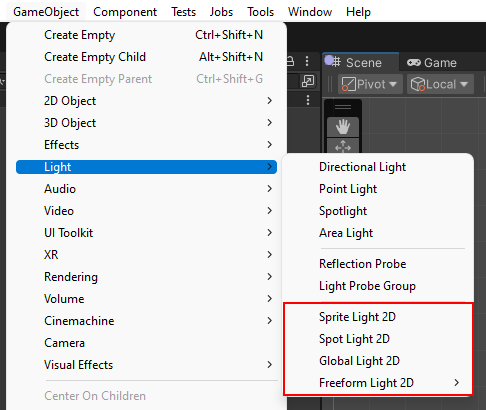 GameObject Component Tests Jobs Tools Window Help
Create Empty Ctrl+Shift+N
Create Empty Child Alt+Shift+N
Create Empty Parent Ctrl+Shift+G
2D Object
3D Object
Effects
Light
Audio
Video
UI Toolkit
XR
Rendering
Volume
Cinemachine
Camera
Visual Effects
Center On Children
Scene Game
Pivot Local
Directional Light
Point Light
Spotlight
Area Light
Reflection Probe
Light Probe Group
Sprite Light 2D
Spot Light 2D
Global Light 2D
Freeform Light 2D